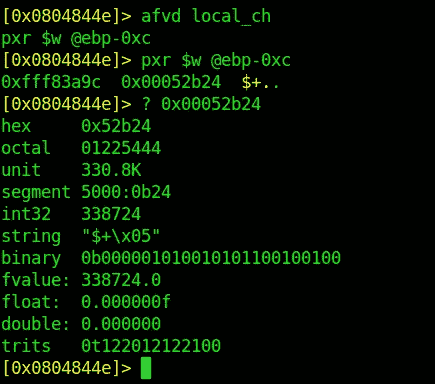 [0x0804844e]> afvd local_ch
pxr $w @ebp-0xc
[0x0804844e]> pxr $w @ebp-0xc
0xfff83a9c  0x00052b24  $+..
[0x0804844e]> ? 0x00052b24
hex     0x52b24
octal   01225444
unit    330.8K
segment 5000:0b24
int32   338724
string  "$+\x05"
binary  0b000001010010101100100100
fvalue: 338724.0
float:  0.000000f
double: 0.000000
trits   0t122012122100
[0x0804844e]>